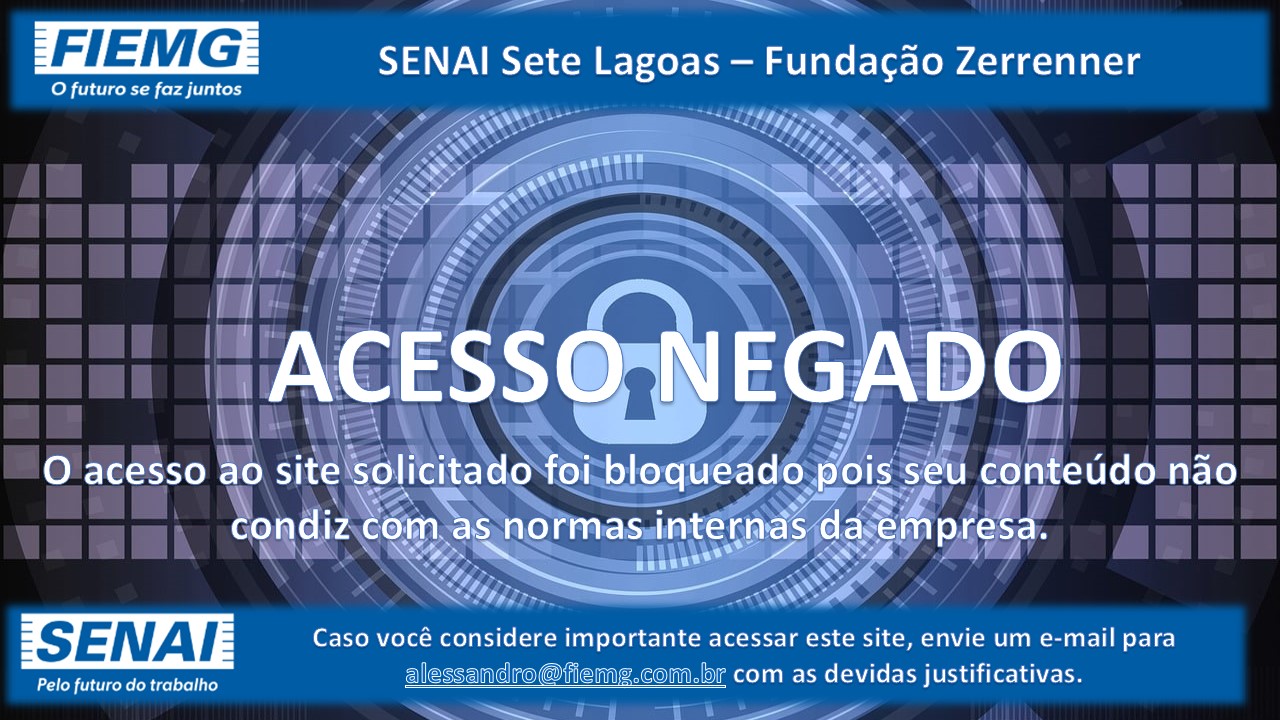 FIEMG
O futuro se faz juntos
SENAI Sete Lagoas – Fundação Zerrenner
ACESSO NEGADO
O acesso ao site solicitado foi bloqueado pois seu conteúdo não
condiz com as normas internas da empresa.
SENAI
Pelo futuro do trabalho
Caso você considere importante acessar este site, envie um e-mail para
alessandro@fiemg.com.br com as devidas justificativas.